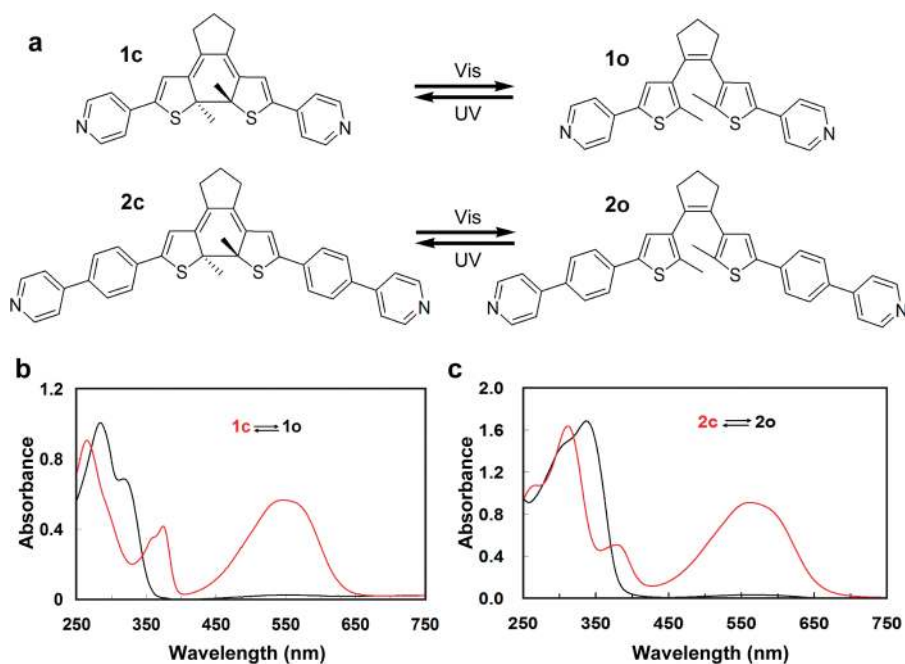 a
1c
Vis
UV
1o
S
S
N
N
N
S
S
N
2c
Vis
UV
2o
S
S
N
N
N
S
S
N
b
1.2
0.8
0.4
0
Absorbance
1c 1o
250 350 450 550 650 750
Wavelength (nm)
c
2.0
1.6
1.2
0.8
0.4
0.0
Absorbance
2c 2o
250 350 450 550 650 750
Wavelength (nm)